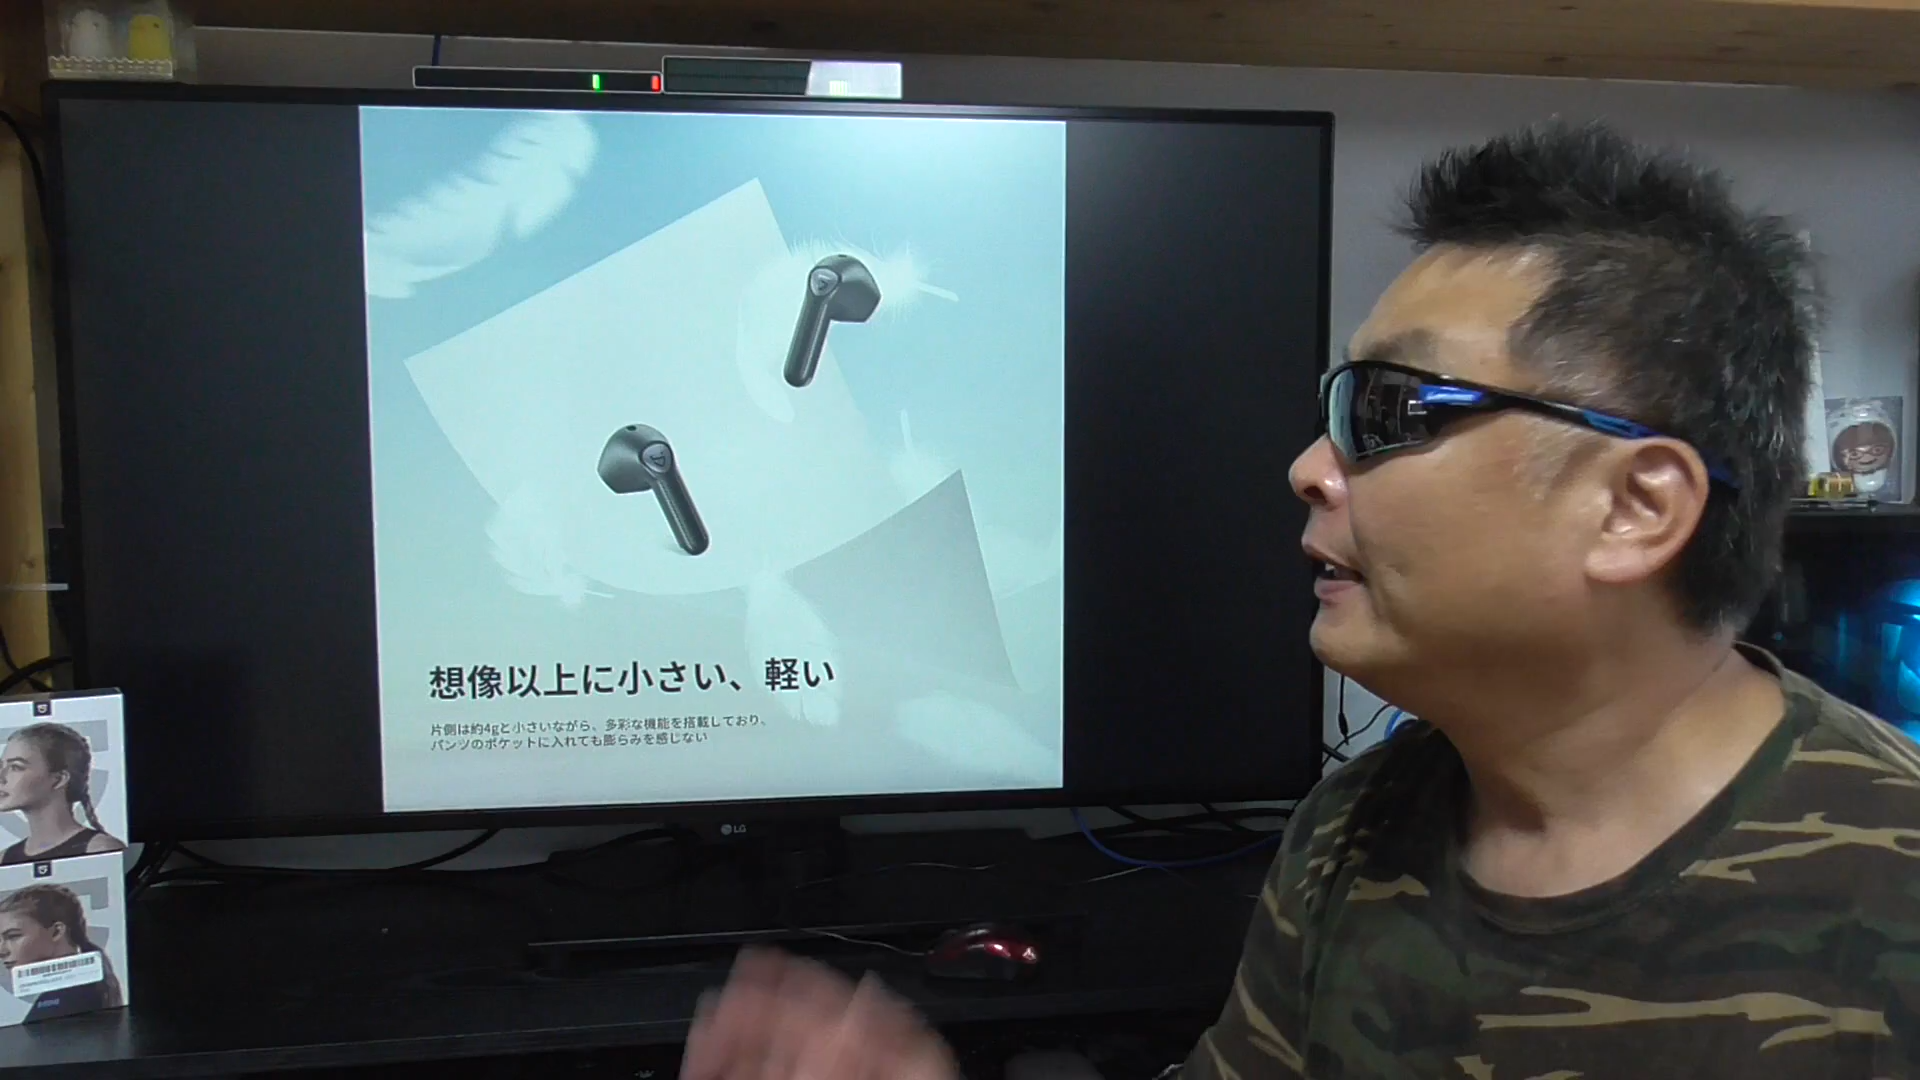 想像以上に小さい、軽い
片側は約4gと小さいながら、多彩な機能を搭載しており、
パンツのポケットに入れても膨らみを感じない
LG